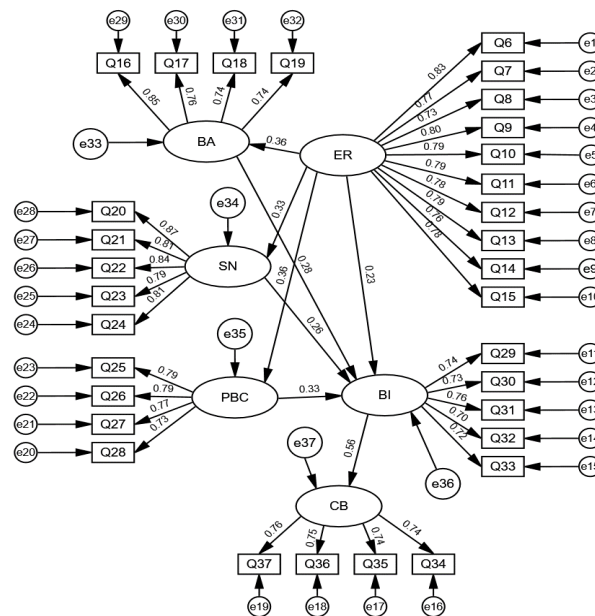 e29 e30 e31 e32
Q16 Q17 Q18 Q19
0.85 0.76 0.74 0.74
e33
BA
0.36
ER
0.83
0.77
0.73
0.80
0.79
0.79
0.78
0.79
0.76
0.78
Q6
Q7
Q8
Q9
Q10
Q11
Q12
Q13
Q14
Q15
e1
e2
e3
e4
e5
e6
e7
e8
e9
e10
e28
e27
e26
e25
e24
Q20
Q21
Q22
Q23
Q24
0.87
0.81
0.84
0.79
0.81
e34
SN
0.33
0.36
0.28
0.26
0.23
e35
e23
e22
e21
e20
Q25
Q26
Q27
Q28
0.79
0.79
0.77
0.73
PBC
0.33
BI
0.74
0.73
0.76
0.70
0.72
Q29
Q30
Q31
Q32
Q33
e11
e12
e13
e14
e15
e36
e37
0.56
CB
0.76 0.75 0.74 0.74
Q37 Q36 Q35 Q34
e19 e18 e17 e16